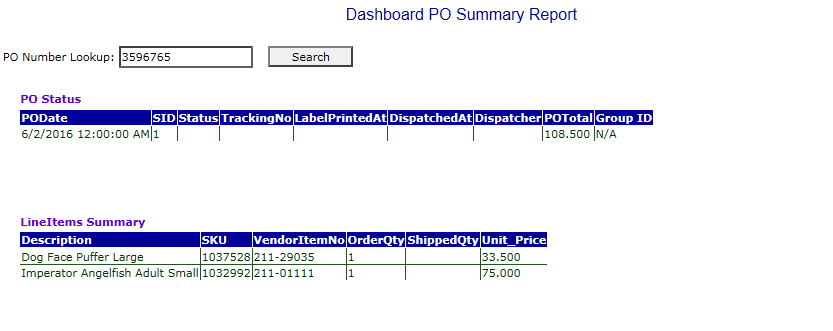 Dashboard PO Summary Report
PO Number Lookup: 3596765 Search
PO Status
PODate SID Status TrackingNo LabelPrintedAt DispatchedAt Dispatcher POTotal Group ID
6/2/2016 12:00:00 AM 1 108.500 N/A
LineItems Summary
Description SKU VendorItemNo OrderQty ShippedQty Unit_Price
Dog Face Puffer Large 1037528 211-29035 1 33.500
Imperator Angelfish Adult Small 1032992 211-01111 1 75.000